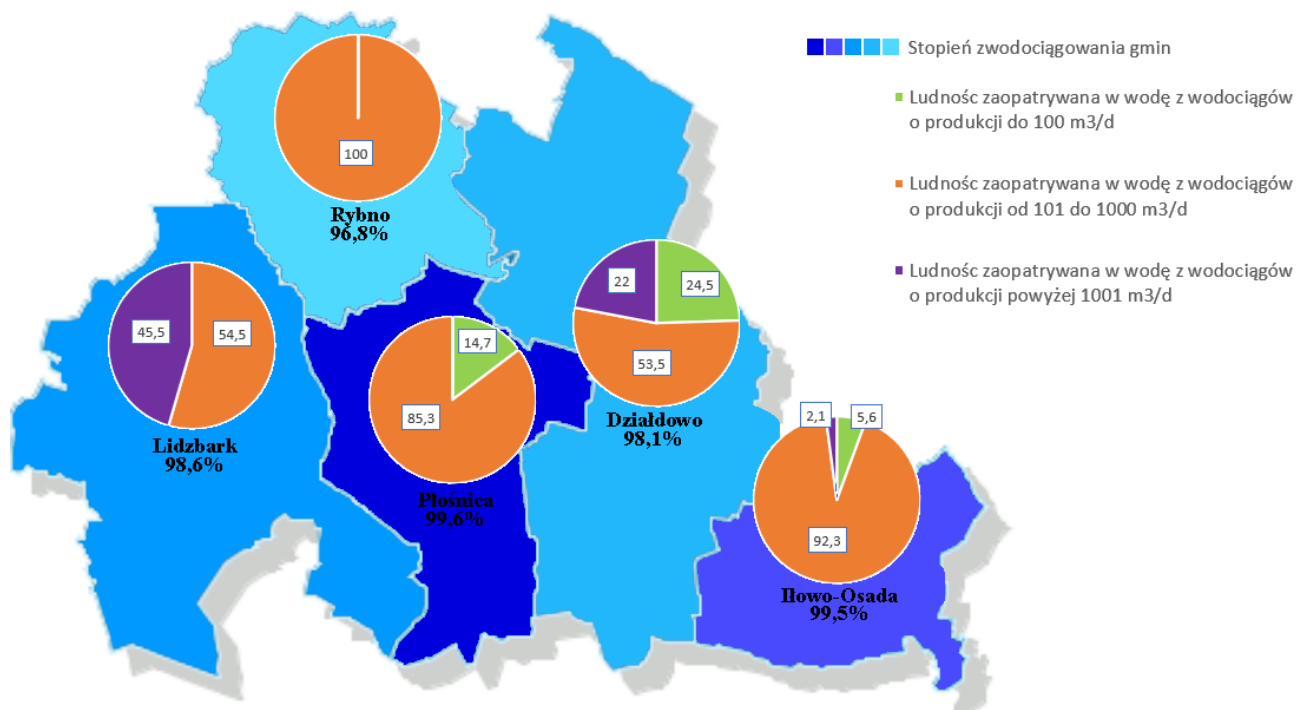 Stopień zwodociągowania gmin
Ludnośc zaopatrywana w wodę z wodociągów
o produkcji do 100 m3/d
Ludnośc zaopatrywana w wodę z wodociągów
o produkcji od 101 do 1000 m3/d
Ludnośc zaopatrywana w wodę z wodociągów
o produkcji powyżej 1001 m3/d
100
Rybno
96,8%
45,5
54,5
Lidzbark
98,6%
14,7
85,3
Płośnica
99,6%
22
24,5
53,5
Działdowo
98,1%
2,1
5,6
92,3
Iłowo-Osada
99,5%